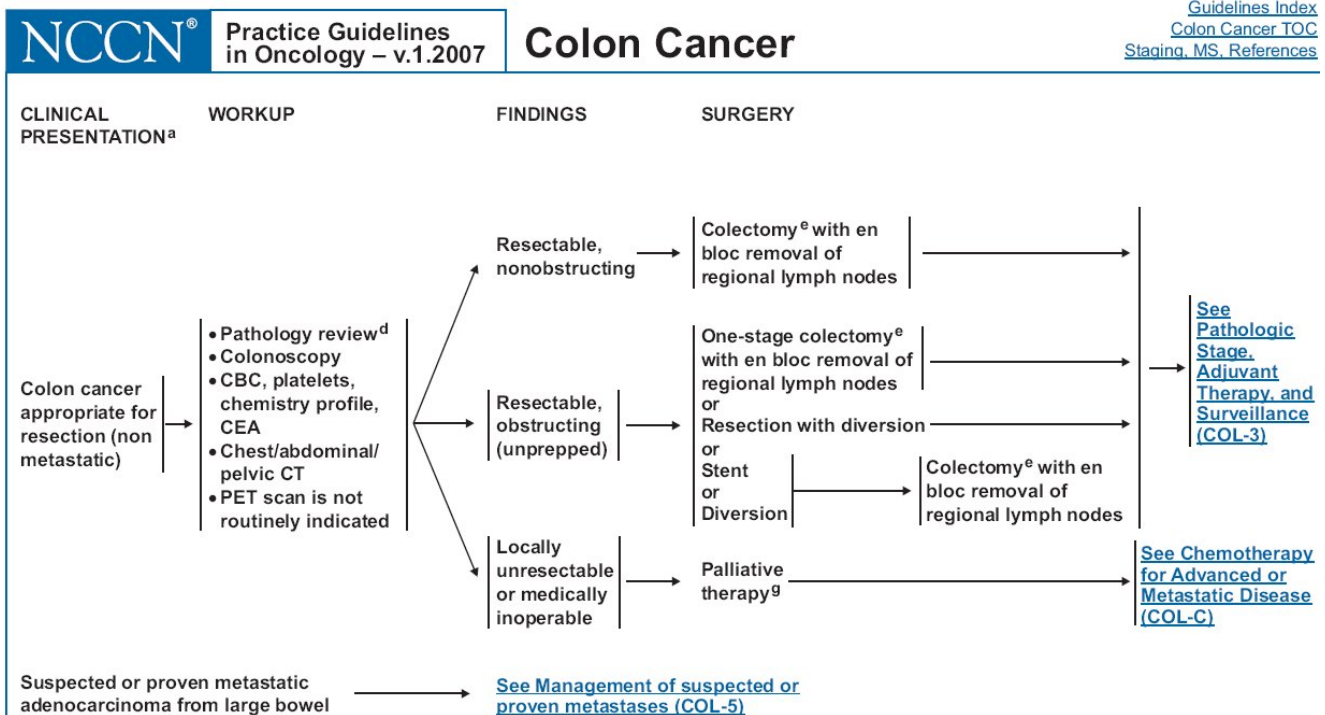 NCCN®
Practice Guidelines
in Oncology – v.1.2007
Colon Cancer
Guidelines Index
Colon Cancer TOC
Staging, MS, References
CLINICAL
PRESENTATIONa
WORKUP
FINDINGS
SURGERY
Colon cancer
appropriate for
resection (non
metastatic)
• Pathology reviewd
• Colonoscopy
• CBC, platelets,
chemistry profile,
CEA
• Chest/abdominal/
pelvic CT
• PET scan is not
routinely indicated
Resectable,
nonobstructing
Colectomye with en
bloc removal of
regional lymph nodes
Resectable,
obstructing
(unprepped)
One-stage colectomye
with en bloc removal of
regional lymph nodes
or
Resection with diversion
or
Stent
or
Diversion
Colectomye with en
bloc removal of
regional lymph nodes
See
Pathologic
Stage,
Adjuvant
Therapy, and
Surveillance
(COL-3)
Locally
unresectable
or medically
inoperable
Palliative
therapyg
See Chemotherapy
for Advanced or
Metastatic Disease
(COL-C)
Suspected or proven metastatic
adenocarcinoma from large bowel
See Management of suspected or
proven metastases (COL-5)